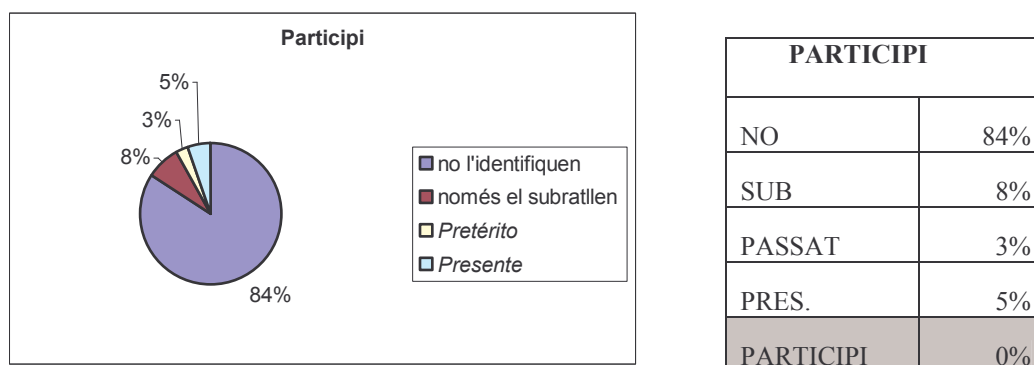 Participi
5%
3%
8%
84%
no l'identifiquen
només el subratllen
Pretérito
Presente
PARTICIPI
NO 84%
SUB 8%
PASSAT 3%
PRES. 5%
PARTICIPI 0%